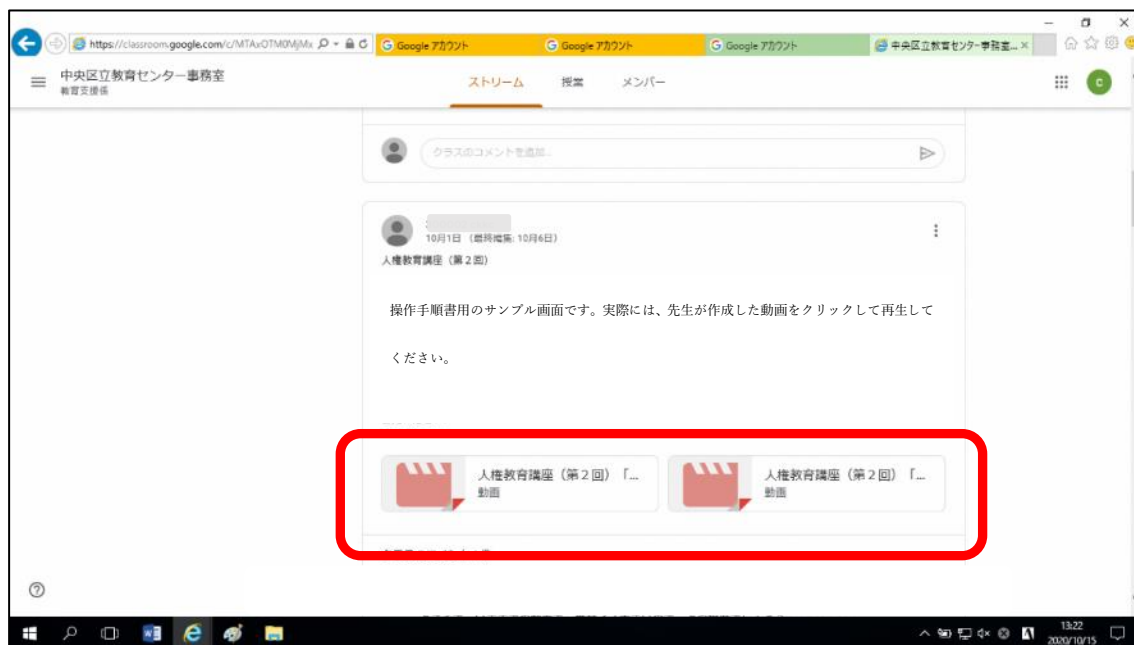 https://classroom.google.com/c/MTAxOTM0MjMx
Google アカウント
Google アカウント
Google アカウント
中央区立教育センター事務室...
中央区立教育センター事務室
教育支援係
ストリーム
授業
メンバー
C
クラスのコメントを追加...
10月1日 （最終編集: 10月6日）
人権教育講座（第２回）
操作手順書用のサンプル画面です。実際には、先生が作成した動画をクリックして再生して
ください。
人権教育講座（第２回）「...
動画
人権教育講座（第２回）「...
動画
13:22
2020/10/15